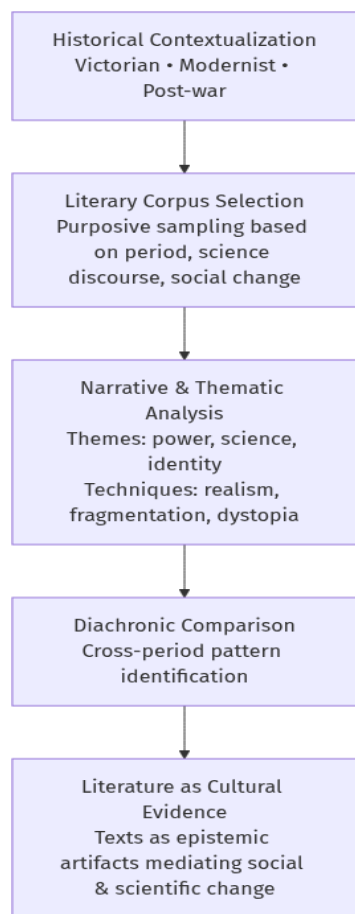 Historical Contextualization
Victorian • Modernist •
Post-war
Literary Corpus Selection
Purposive sampling based
on period, science
discourse, social change
Narrative & Thematic
Analysis
Themes: power, science,
identity
Techniques: realism,
fragmentation, dystopia
Diachronic Comparison
Cross-period pattern
identification
Literature as Cultural
Evidence
Texts as epistemic
artifacts mediating social
& scientific change